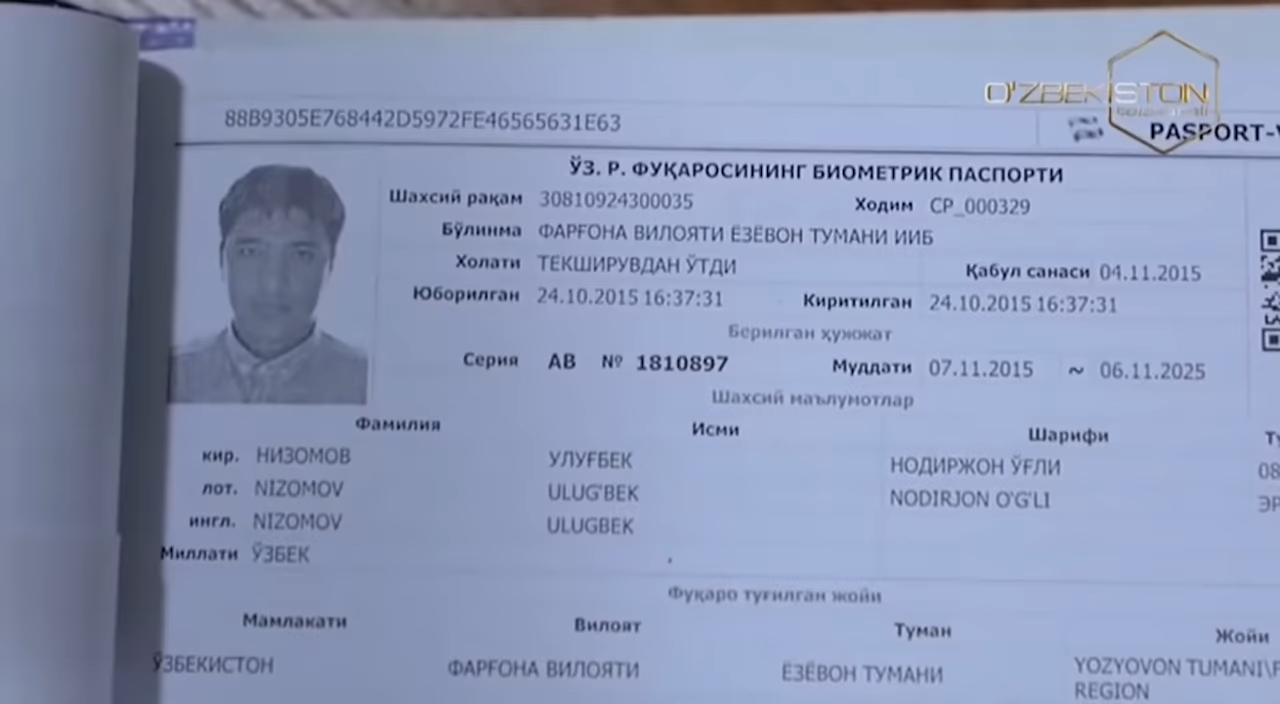 O'ZBEKISTON
88B9305E768442D5972FE46565631E63
PASPORT-
ЎЗ. Р. ФУҚАРОСИНИНГ БИОМЕТРИК ПАСПОРТИ
Шахсий рақам 30810924300035 Ходим CP_000329
Бўлинма ФАРҒОНА ВИЛОЯТИ ЁЗЁВОН ТУМАНИ ИИБ
Холати ТЕКШИРУВДАН ЎТДИ Қабул санаси 04.11.2015
Юборилган 24.10.2015 16:37:31 Киритилган 24.10.2015 16:37:31
Берилган ҳужжат
Серия AB № 1810897 Муддати 07.11.2015 ~ 06.11.2025
Шахсий маълумотлар
Фамилия Исми Шарифи
кир. НИЗОМОВ УЛУҒБЕК НОДИРЖОН ЎҒЛИ 08
лот. NIZOMOV ULUG'BEK NODIRJON O'G'LI ЭР
ингл. NIZOMOV ULUGBEK
Миллати ЎЗБЕК
Фуқаро туғилган жойи
Мамлакати Вилоят Туман Жойи
ЎЗБЕКИСТОН ФАРҒОНА ВИЛОЯТИ ЁЗЁВОН ТУМАНИ YOZYOVON TUMANI\F
REGION